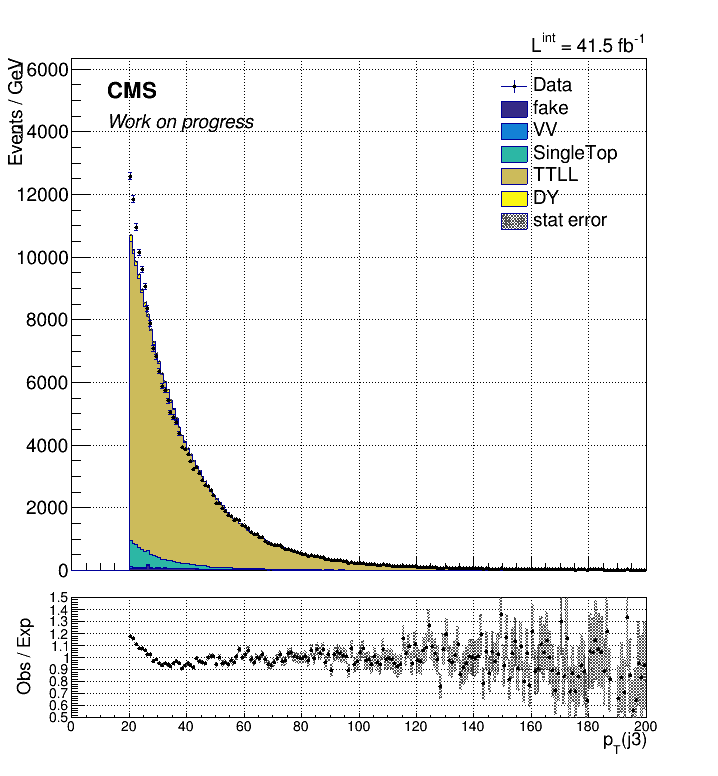 L^int = 41.5 fb^-1
Events / GeV
16000
14000
12000
10000
8000
6000
4000
2000
0
CMS
Work on progress
Data
fake
VV
SingleTop
TTLL
DY
stat error
Obs / Exp
1.5
1.4
1.3
1.2
1.1
1
0.9
0.8
0.7
0.6
0.5
0 20 40 60 80 100 120 140 160 180 200
p_T(j3)